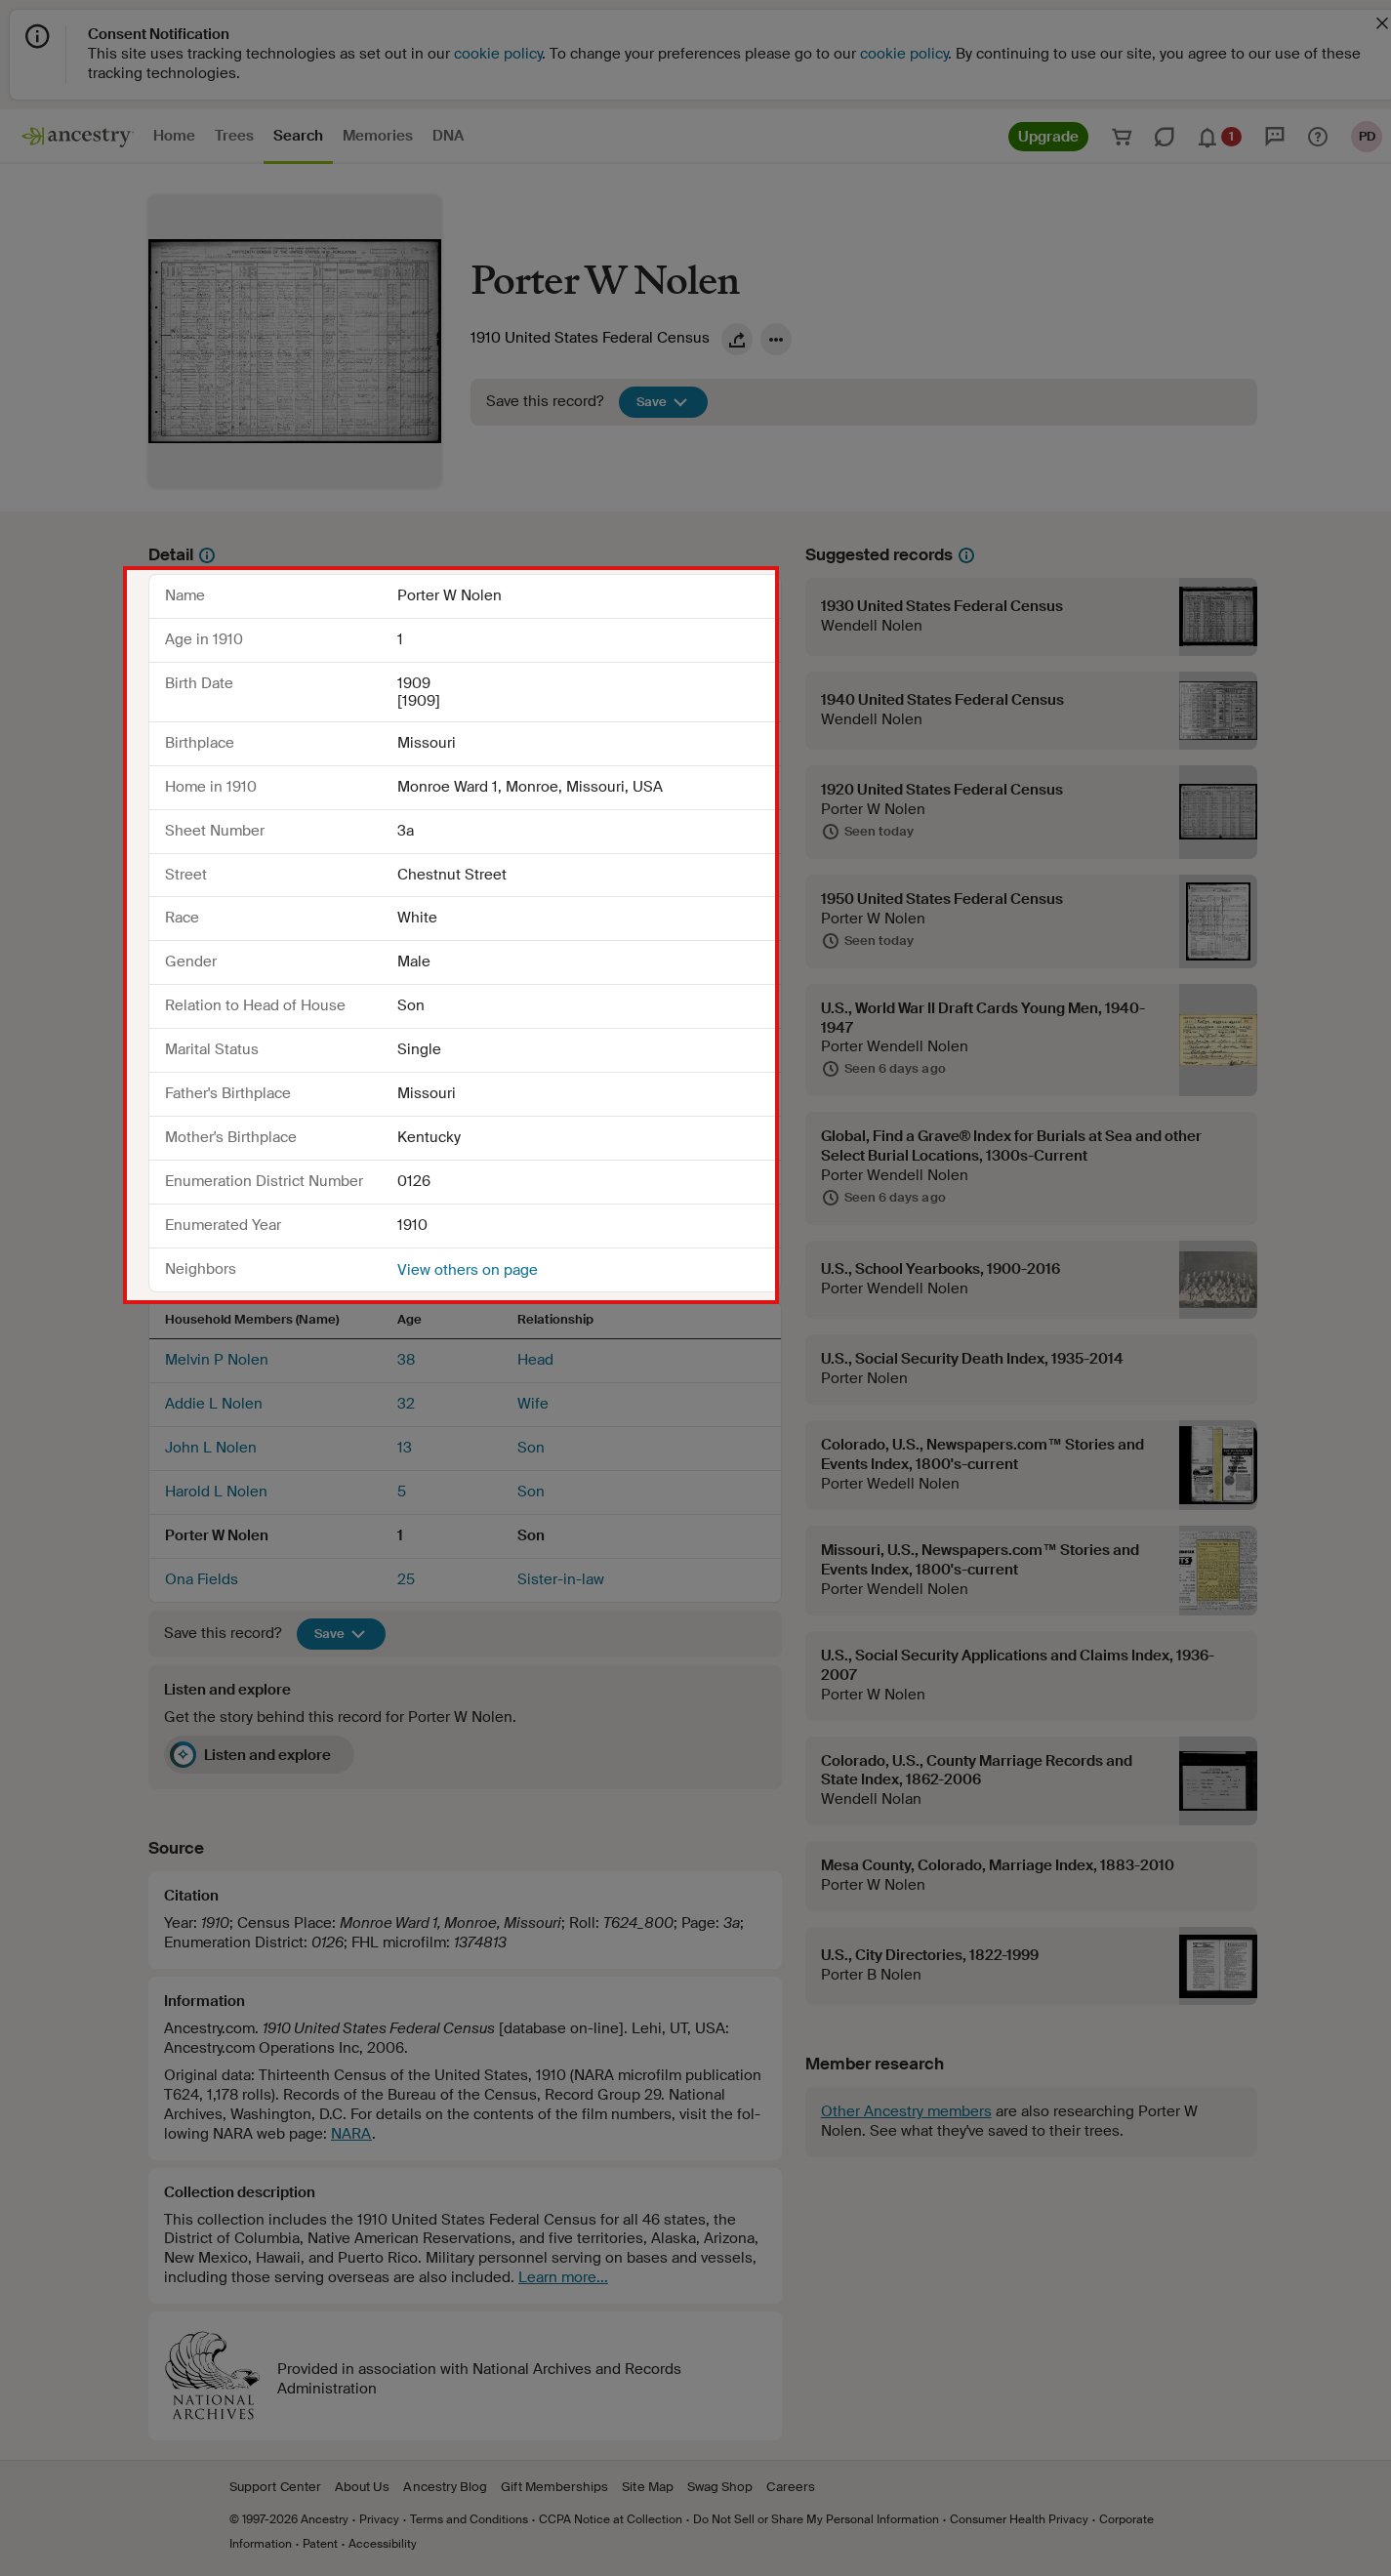 Consent Notification
This site uses tracking technologies as set out in our cookie policy. To change your preferences please go to our cookie policy. By continuing to use our site, you agree to our use of these
tracking technologies.
ancestry Home Trees Search Memories DNA Upgrade 1 PD
Porter W Nolen
1910 United States Federal Census
Save this record? Save
Detail
Name Porter W Nolen
Age in 1910 1
Birth Date 1909
[1909]
Birthplace Missouri
Home in 1910 Monroe Ward 1, Monroe, Missouri, USA
Sheet Number 3a
Street Chestnut Street
Race White
Gender Male
Relation to Head of House Son
Marital Status Single
Father's Birthplace Missouri
Mother's Birthplace Kentucky
Enumeration District Number 0126
Enumerated Year 1910
Neighbors View others on page
Household Members (Name) Age Relationship
Melvin P Nolen 38 Head
Addie L Nolen 32 Wife
John L Nolen 13 Son
Harold L Nolen 5 Son
Porter W Nolen 1 Son
Ona Fields 25 Sister-in-law
Save this record? Save
Listen and explore
Get the story behind this record for Porter W Nolen.
Listen and explore
Source
Citation
Year: 1910; Census Place: Monroe Ward 1, Monroe, Missouri; Roll: T624_800; Page: 3a;
Enumeration District: 0126; FHL microfilm: 1374813
Information
Ancestry.com. 1910 United States Federal Census [database on-line]. Lehi, UT, USA:
Ancestry.com Operations Inc, 2006.
Original data: Thirteenth Census of the United States, 1910 (NARA microfilm publication
T624, 1,178 rolls). Records of the Bureau of the Census, Record Group 29. National
Archives, Washington, D.C. For details on the contents of the film numbers, visit the fol-
lowing NARA web page: NARA.
Collection description
This collection includes the 1910 United States Federal Census for all 46 states, the
District of Columbia, Native American Reservations, and five territories, Alaska, Arizona,
New Mexico, Hawaii, and Puerto Rico. Military personnel serving on bases and vessels,
including those serving overseas are also included. Learn more...
NATIONAL
ARCHIVES
Provided in association with National Archives and Records
Administration
Suggested records
1930 United States Federal Census
Wendell Nolen
1940 United States Federal Census
Wendell Nolen
1920 United States Federal Census
Porter W Nolen
Seen today
1950 United States Federal Census
Porter W Nolen
Seen today
U.S., World War II Draft Cards Young Men, 1940-
1947
Porter Wendell Nolen
Seen 6 days ago
Global, Find a Grave® Index for Burials at Sea and other
Select Burial Locations, 1300s-Current
Porter Wendell Nolen
Seen 6 days ago
U.S., School Yearbooks, 1900-2016
Porter Wendell Nolen
U.S., Social Security Death Index, 1935-2014
Porter Nolen
Colorado, U.S., Newspapers.com™ Stories and
Events Index, 1800's-current
Porter Wedell Nolen
Missouri, U.S., Newspapers.com™ Stories and
Events Index, 1800's-current
Porter Wendell Nolen
U.S., Social Security Applications and Claims Index, 1936-
2007
Porter W Nolen
Colorado, U.S., County Marriage Records and
State Index, 1862-2006
Wendell Nolan
Mesa County, Colorado, Marriage Index, 1883-2010
Porter W Nolen
U.S., City Directories, 1822-1999
Porter B Nolen
Member research
Other Ancestry members are also researching Porter W
Nolen. See what they've saved to their trees.
Support Center About Us Ancestry Blog Gift Memberships Site Map Swag Shop Careers
© 1997-2026 Ancestry • Privacy • Terms and Conditions • CCPA Notice at Collection • Do Not Sell or Share My Personal Information • Consumer Health Privacy • Corporate
Information • Patent • Accessibility